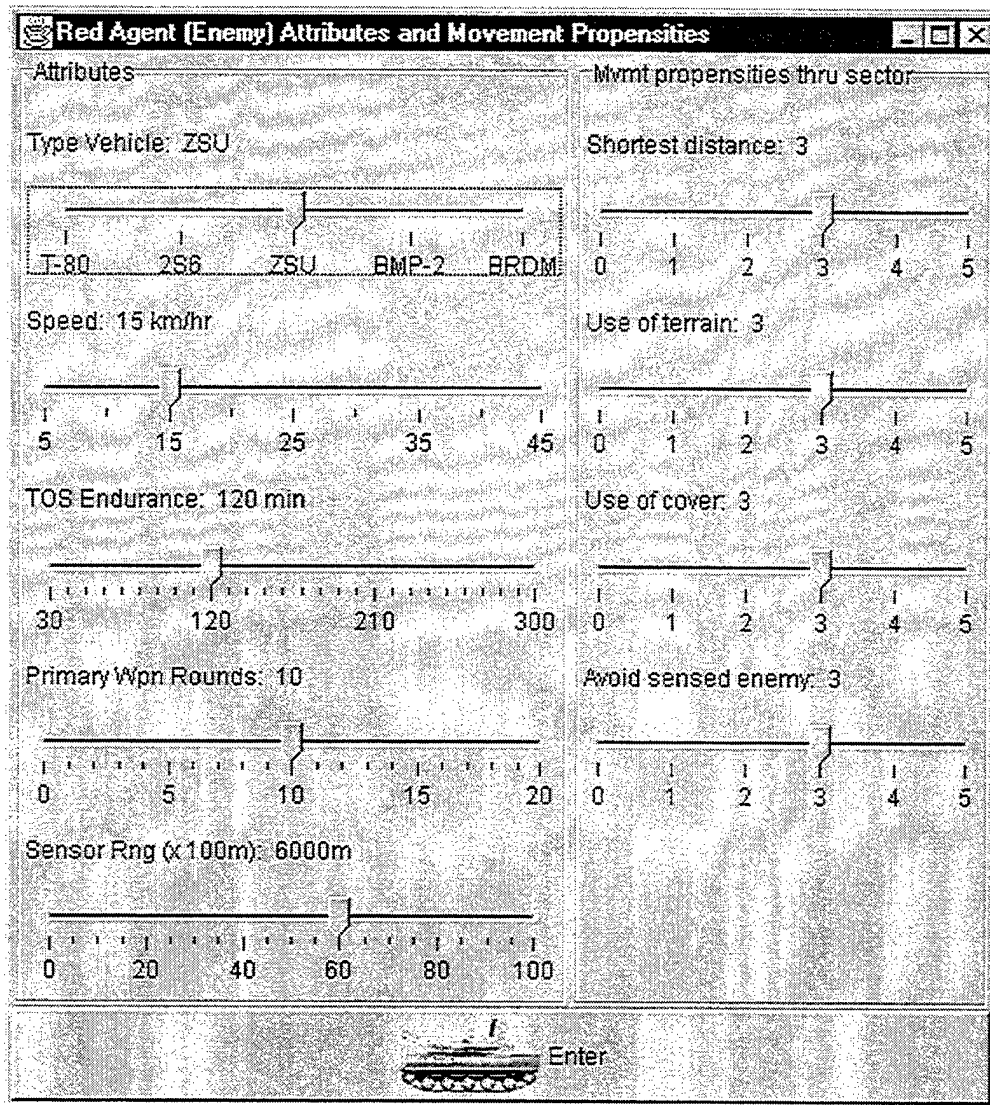 Red Agent (Enemy) Attributes and Movement Propensities
Attributes
Type Vehicle: ZSU
T-80 2S6 ZSU BMP-2 BRDM
Speed: 15 km/hr
5 15 25 35 45
TOS Endurance: 120 min
30 120 210 300
Primary Wpn Rounds: 10
0 5 10 15 20
Sensor Rng (x100m): 6000m
0 20 40 60 80 100
Mvmt propensities thru sector
Shortest distance: 3
0 1 2 3 4 5
Use of terrain: 3
0 1 2 3 4 5
Use of cover: 3
0 1 2 3 4 5
Avoid sensed enemy: 3
0 1 2 3 4 5
Enter